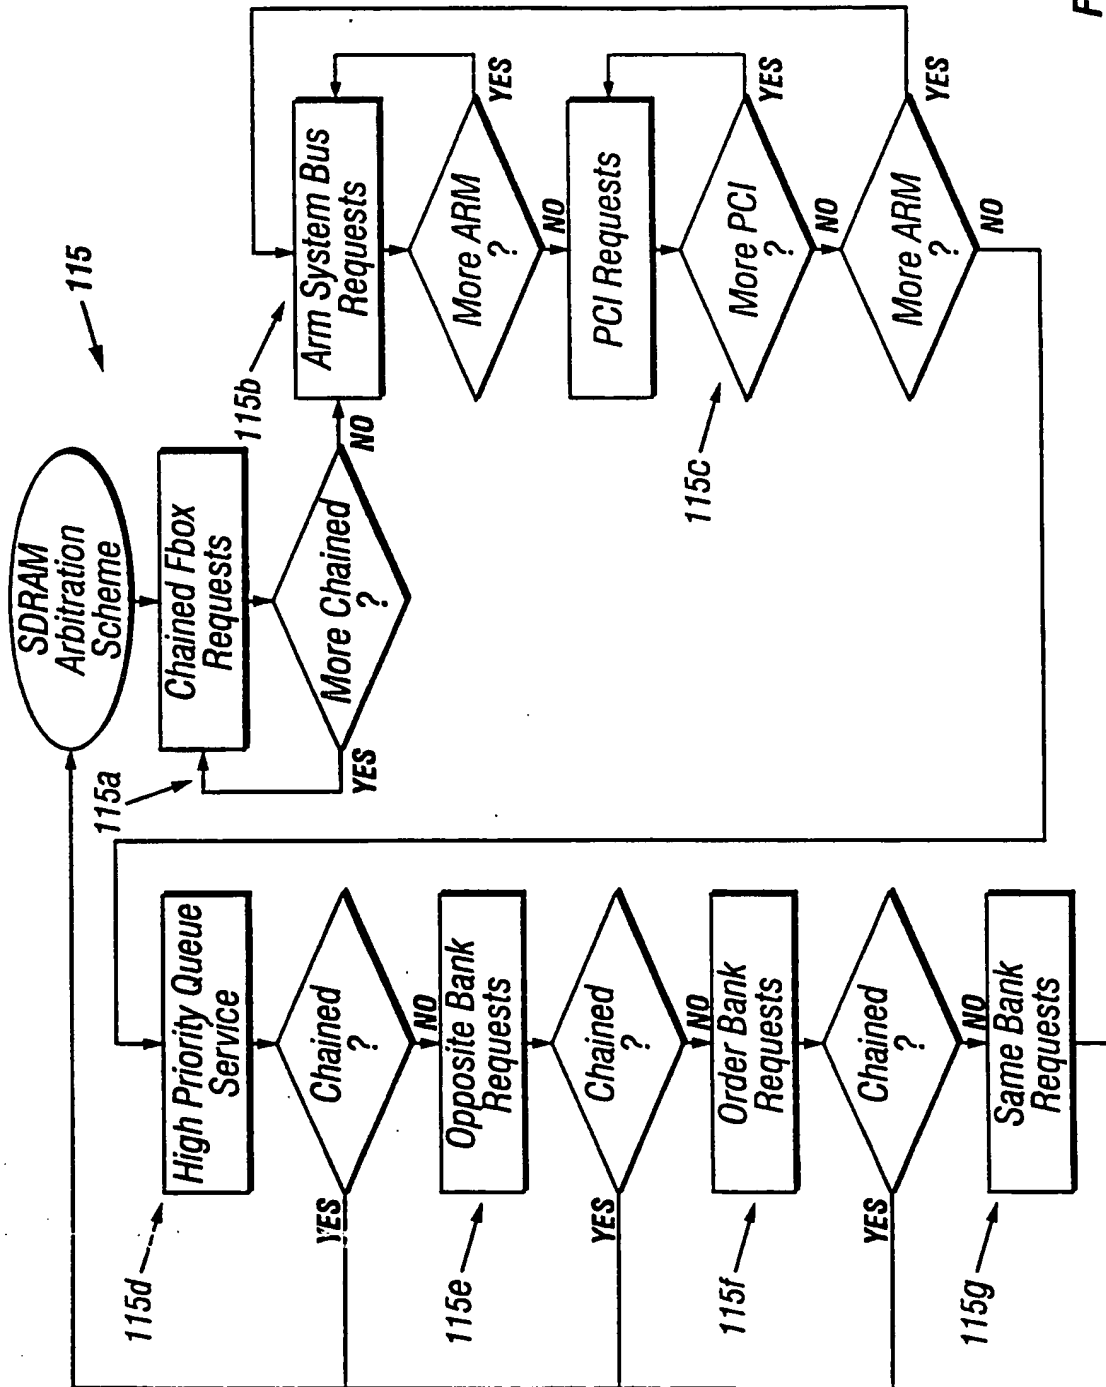 115
SDRAM
Arbitration
Scheme
115a
Chained Fbox
Requests
More Chained
?
YES
NO
115b
Arm System Bus
Requests
More ARM
?
YES
NO
PCI Requests
115c
More PCI
?
YES
NO
More ARM
?
YES
NO
115d
High Priority Queue
Service
Chained
?
YES
NO
115e
Opposite Bank
Requests
Chained
?
YES
NO
115f
Order Bank
Requests
Chained
?
YES
NO
115g
Same Bank
Requests